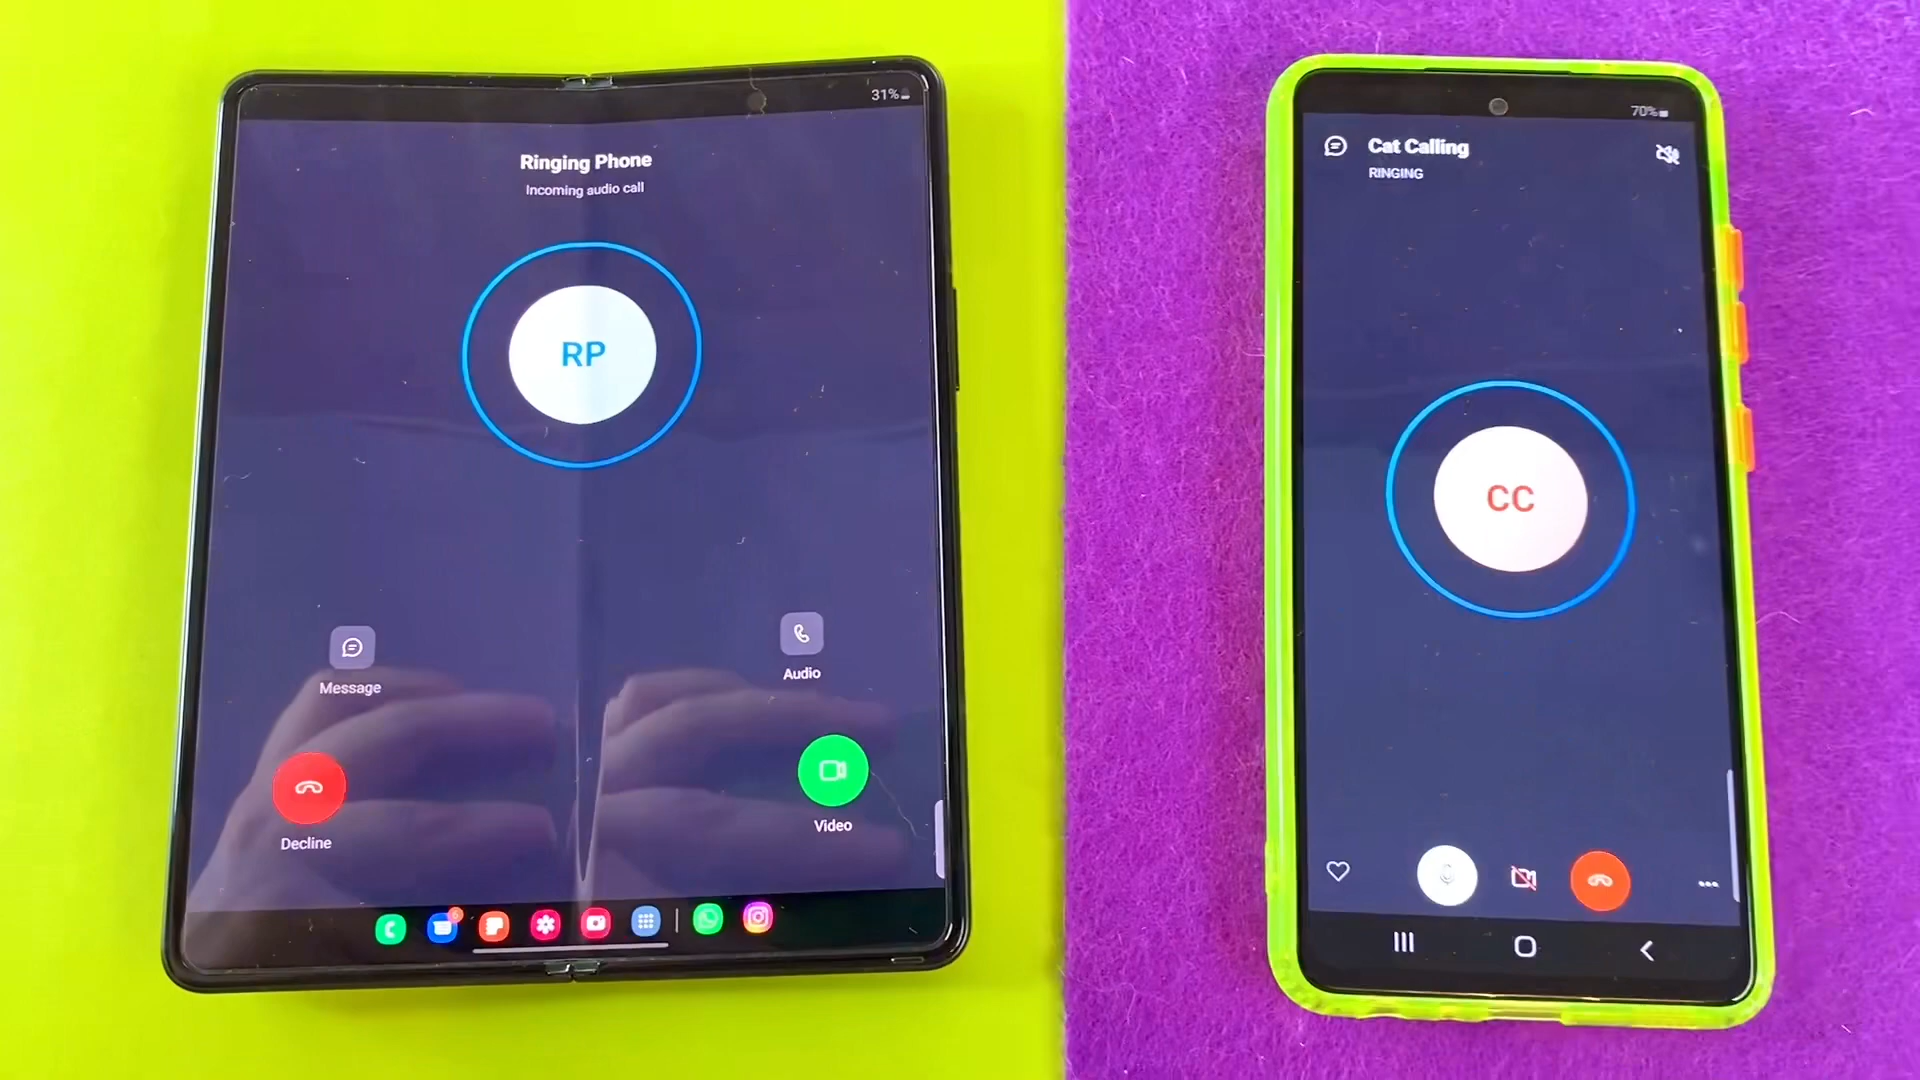 31%
Ringing Phone
Incoming audio call
RP
Message
Audio
Decline
Video
70%
Cat Calling
RINGING
CC